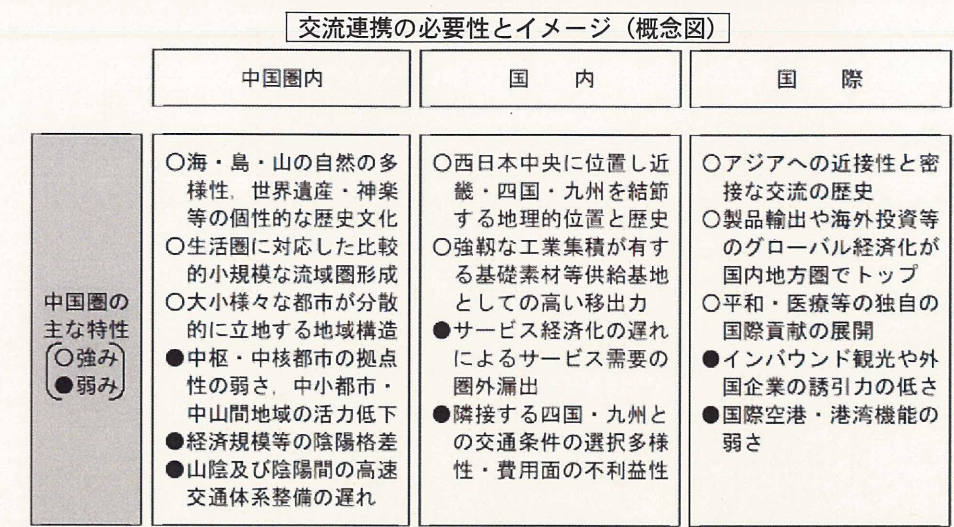 交流連携の必要性とイメージ（概念図）
中国圏内
国　内
国　際
中国圏の
主な特性
○強み
●弱み
○海・島・山の自然の多
様性，世界遺産・神楽
等の個性的な歴史文化
○生活圏に対応した比較
的小規模な流域圏形成
○大小様々な都市が分散
的に立地する地域構造
●中枢・中核都市の拠点
性の弱さ，中小都市・
中山間地域の活力低下
●経済規模等の陰陽格差
●山陰及び陰陽間の高速
交通体系整備の遅れ
○西日本中央に位置し近
畿・四国・九州を結節
する地理的位置と歴史
○強靱な工業集積が有す
る基礎素材等供給基地
としての高い移出力
●サービス経済化の遅れ
によるサービス需要の
圏外漏出
●隣接する四国・九州と
の交通条件の選択多様
性・費用面の不利益性
○アジアへの近接性と密
接な交流の歴史
○製品輸出や海外投資等
のグローバル経済化が
国内地方圏でトップ
○平和・医療等の独自の
国際貢献の展開
●インバウンド観光や外
国企業の誘引力の低さ
●国際空港・港湾機能の
弱さ